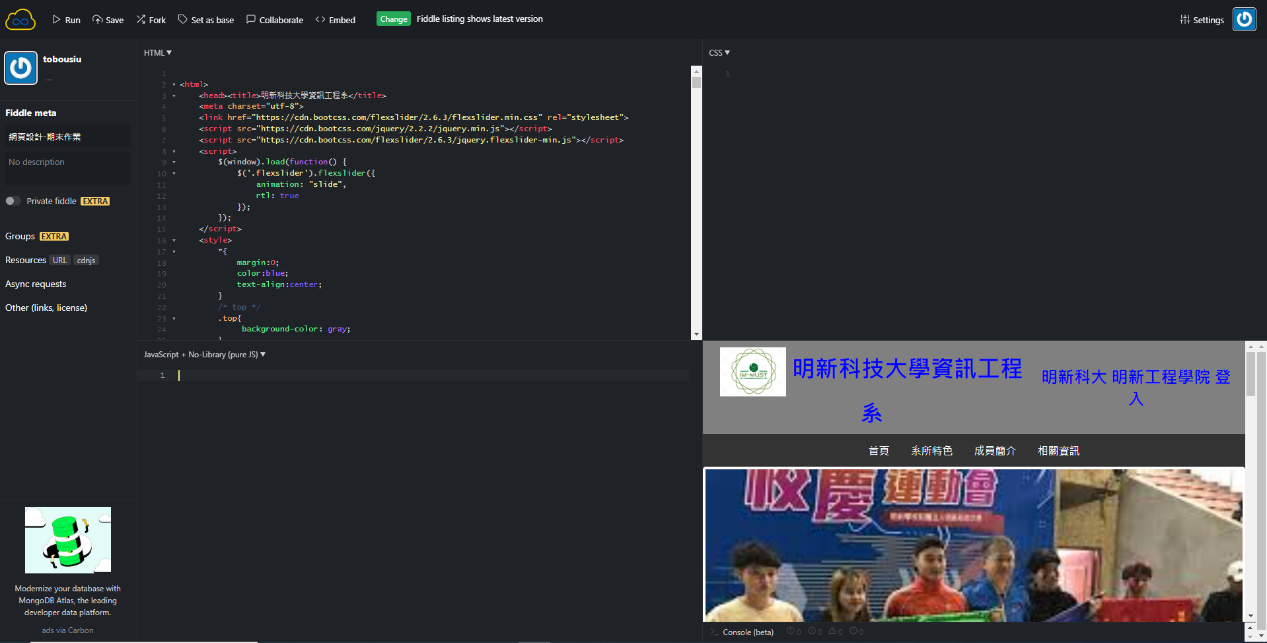 Run
Save
Fork
Set as base
Collaborate
Embed
Change
Fiddle listing shows latest version
Settings
tobousiu
...
Fiddle meta
網頁設計-期末作業
No description
Private fiddle EXTRA
Groups EXTRA
Resources URL cdnjs
Async requests
Other (links, license)
Modernize your database with
MongoDB Atlas, the leading
developer data platform.
ads via Carbon
HTML
1
2 <html>
3 <head><title>明新科技大學資訊工程系</title>
4 <meta charset="utf-8">
5 <link href="https://cdn.bootcss.com/flexslider/2.6.3/flexslider.min.css" rel="stylesheet">
6 <script src="https://cdn.bootcss.com/jquery/2.2.2/jquery.min.js"></script>
7 <script src="https://cdn.bootcss.com/flexslider/2.6.3/jquery.flexslider-min.js"></script>
8 <script>
9 $(window).load(function() {
10 $('.flexslider').flexslider({
11 animation: "slide",
12 rtl: true
13 });
14 });
15 </script>
16 <style>
17 *{
18 margin:0;
19 color:blue;
20 text-align:center;
21 }
22 /* top */
23 .top{
24 background-color: gray;
JavaScript + No-Library (pure JS)
1
CSS
1
IM-MUST
明新科技大學資訊工程
系
明新科大 明新工程學院 登
入
首頁 系所特色 成員簡介 相關資訊
校慶運動會
>_ Console (beta)
0 0 0 0